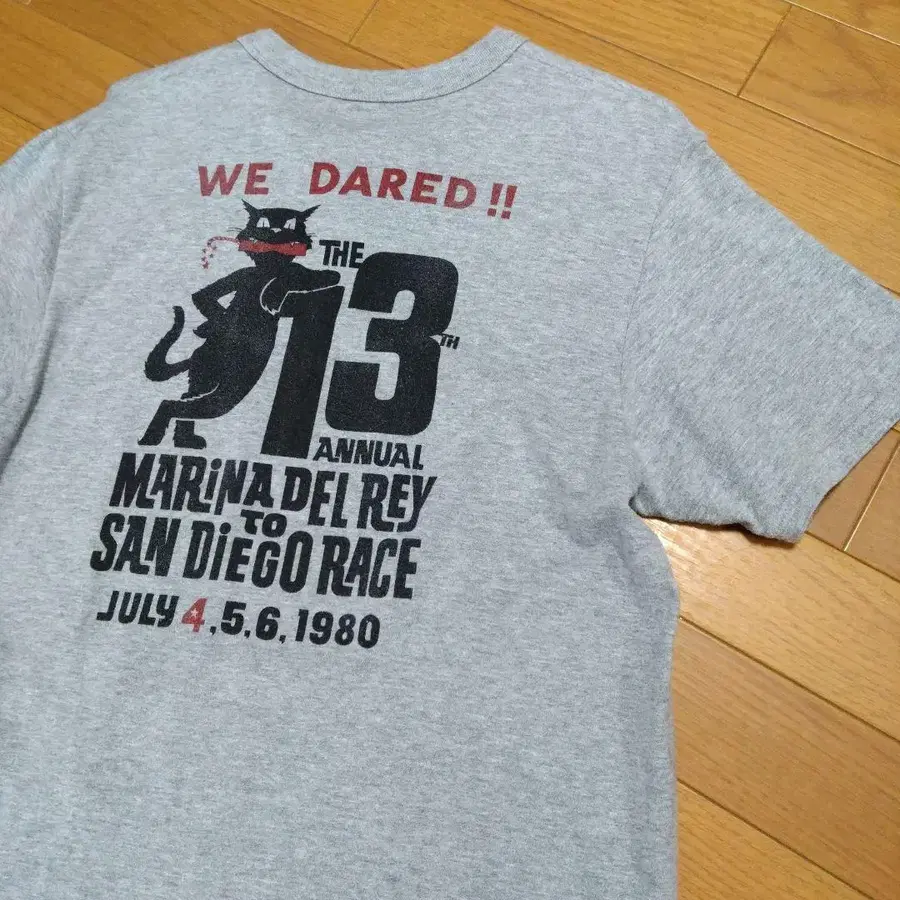 WE DARED!!
THE
13TH
ANNUAL
MARiNA DEL REY
TO
SAN DiEGO RACE
JULY 4,5,6,1980